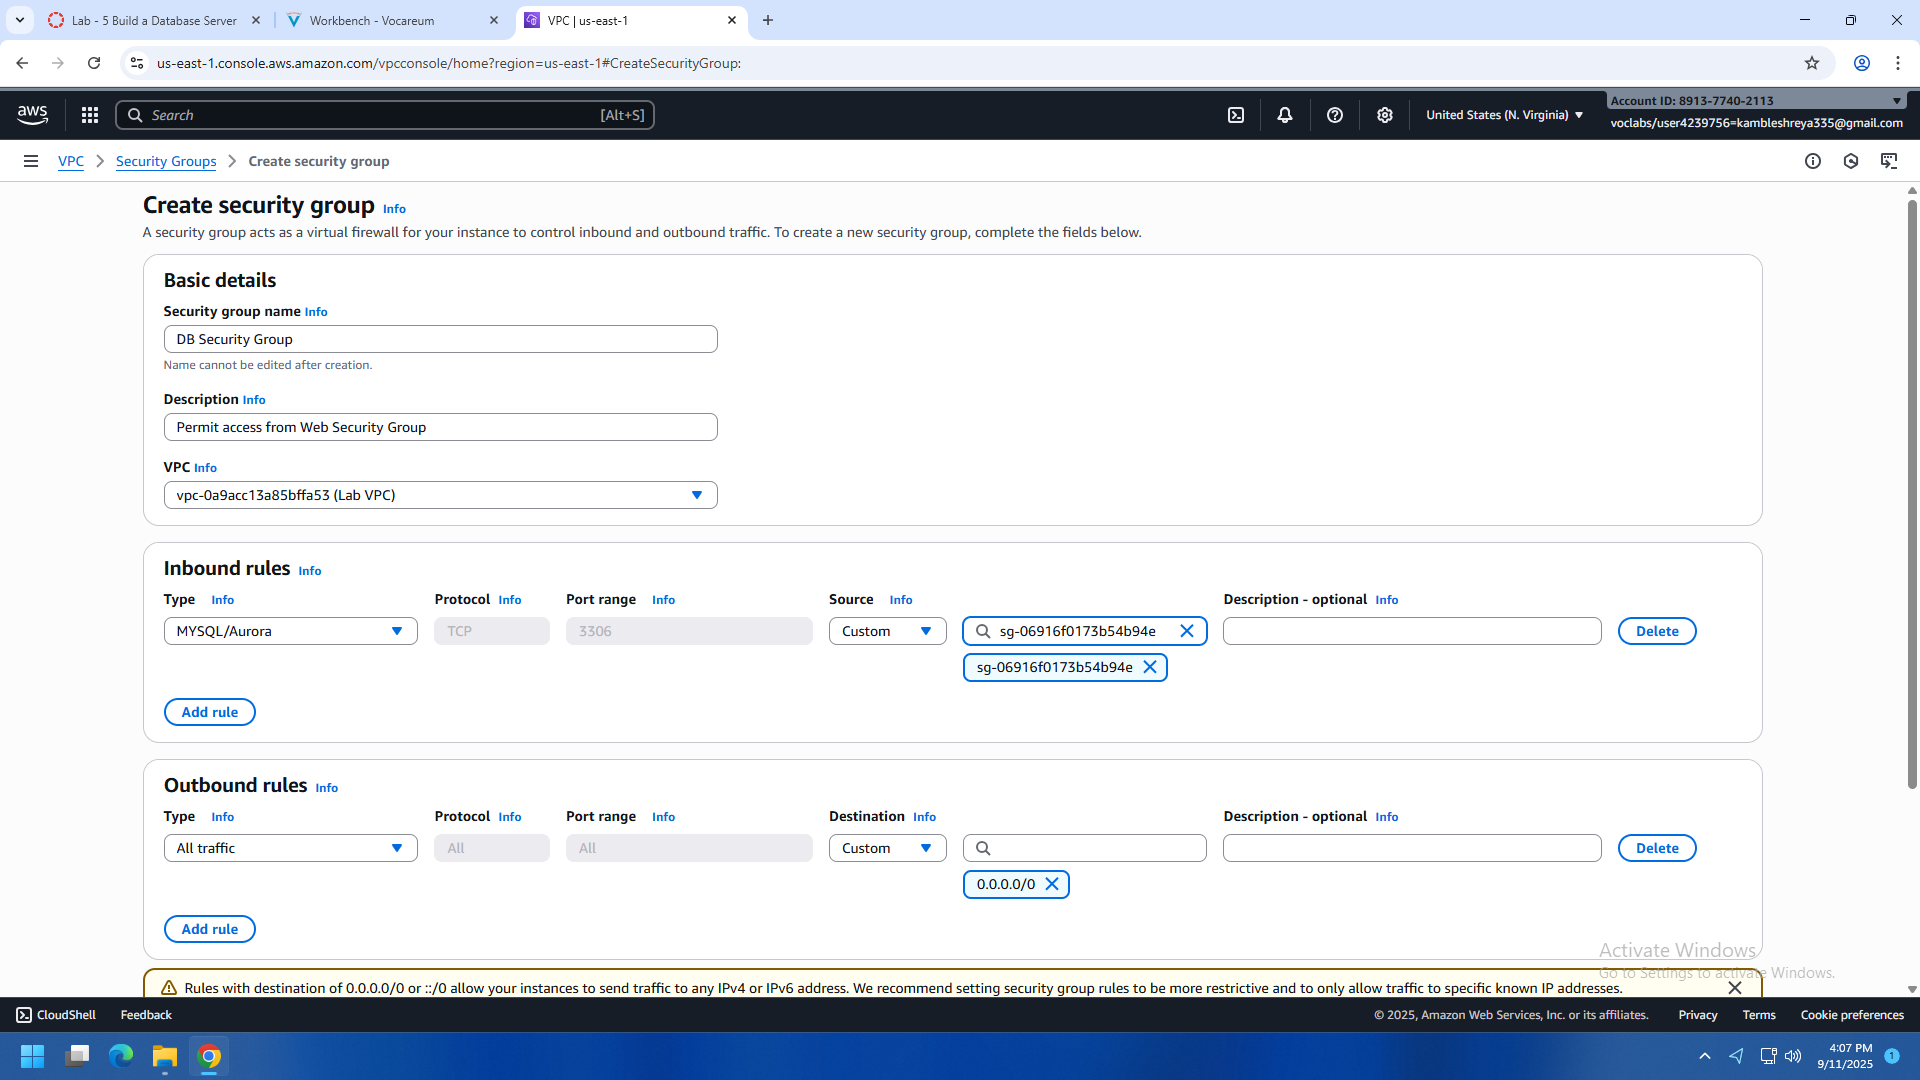 Lab - 5 Build a Database Server
Workbench - Vocareum
VPC | us-east-1
us-east-1.console.aws.amazon.com/vpcconsole/home?region=us-east-1#CreateSecurityGroup:
aws
Search
[Alt+S]
United States (N. Virginia)
Account ID: 8913-7740-2113
voclabs/user4239756=kambleshreya335@gmail.com
VPC
Security Groups
Create security group
Create security group Info
A security group acts as a virtual firewall for your instance to control inbound and outbound traffic. To create a new security group, complete the fields below.
Basic details
Security group name Info
DB Security Group
Name cannot be edited after creation.
Description Info
Permit access from Web Security Group
VPC Info
vpc-0a9acc13a85bffa53 (Lab VPC)
Inbound rules Info
Type Info Protocol Info Port range Info Source Info Description - optional Info
MYSQL/Aurora TCP 3306 Custom sg-06916f0173b54b94e Delete
sg-06916f0173b54b94e
Add rule
Outbound rules Info
Type Info Protocol Info Port range Info Destination Info Description - optional Info
All traffic All All Custom Delete
0.0.0.0/0
Add rule
Activate Windows
Go to Settings to activate Windows.
Rules with destination of 0.0.0.0/0 or ::/0 allow your instances to send traffic to any IPv4 or IPv6 address. We recommend setting security group rules to be more restrictive and to only allow traffic to specific known IP addresses.
CloudShell Feedback © 2025, Amazon Web Services, Inc. or its affiliates. Privacy Terms Cookie preferences
4:07 PM
9/11/2025
1